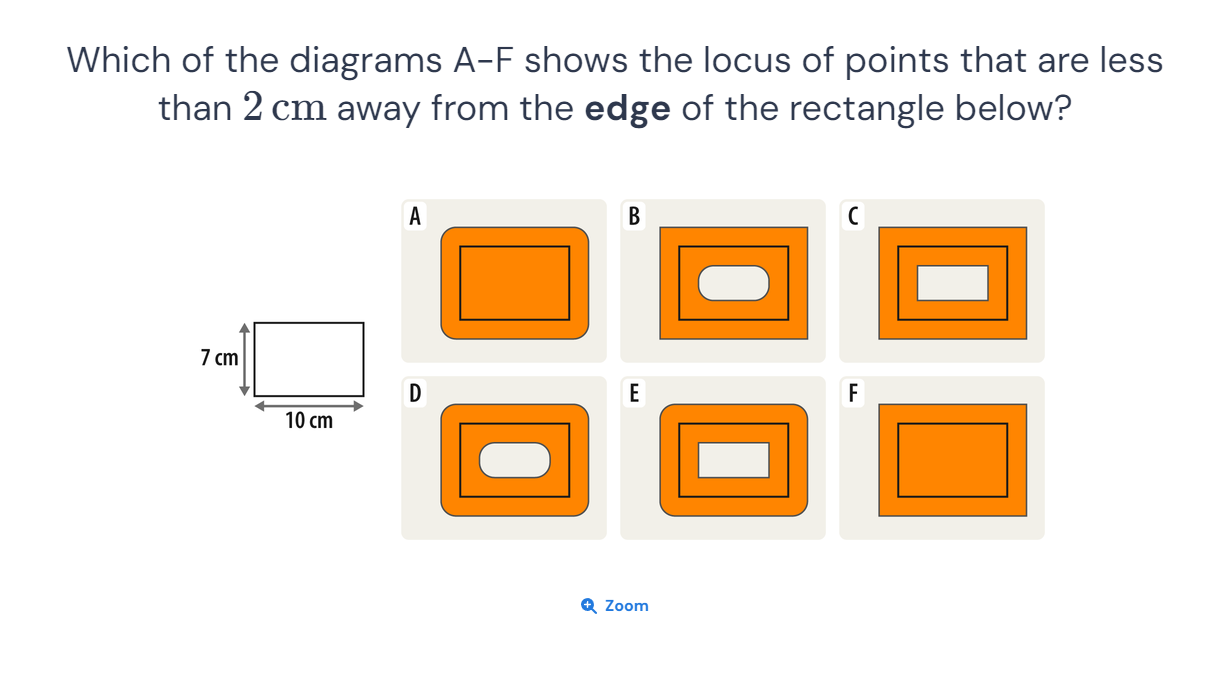 Which of the diagrams A-F shows the locus of points that are less
than 2 cm away from the edge of the rectangle below?
A
B
C
7 cm
10 cm
D
E
F
Zoom